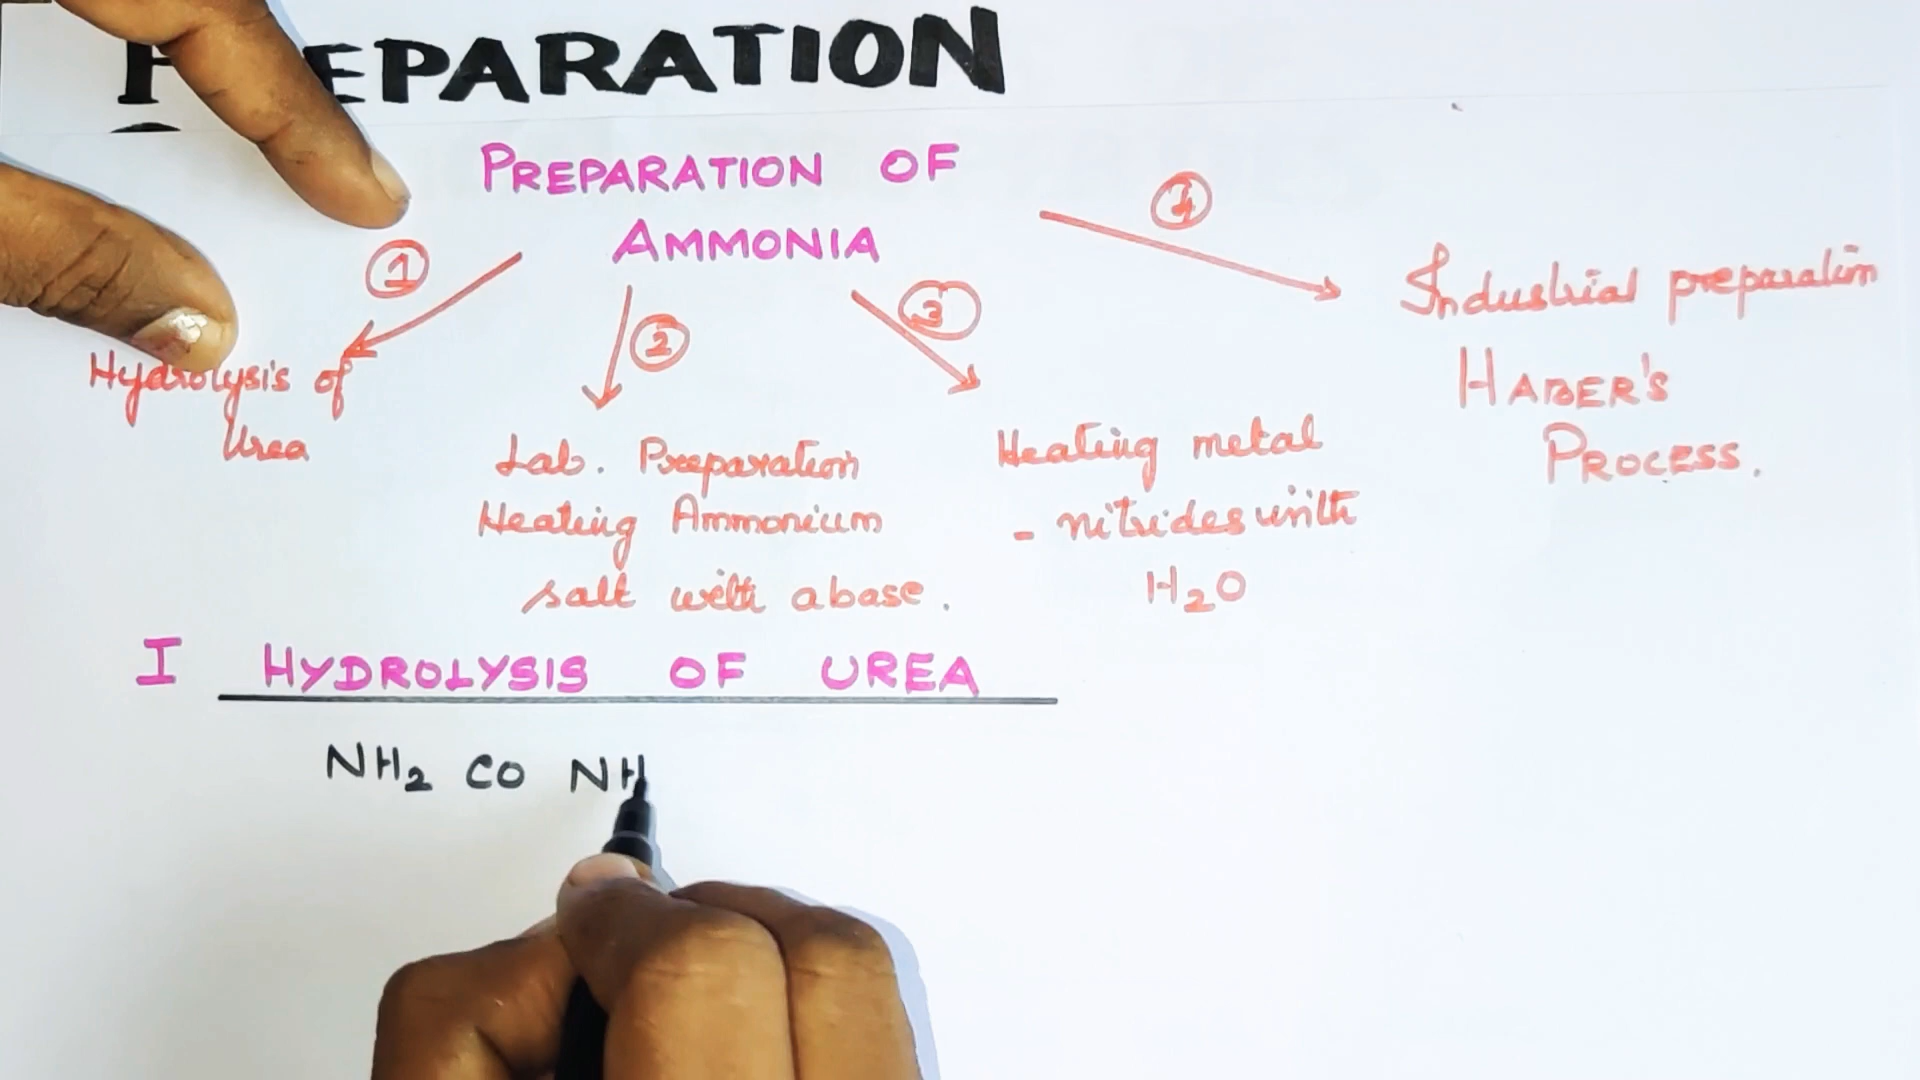 PREPARATION
PREPARATION OF
AMMONIA
1
Hydrolysis of
Urea
2
Lab. Preparation
Heating Ammonium
salt with a base.
3
Heating metal
- nitrides with
H2O
4
Industrial preparation
HABER'S
PROCESS.
I HYDROLYSIS OF UREA
NH2 CO NH